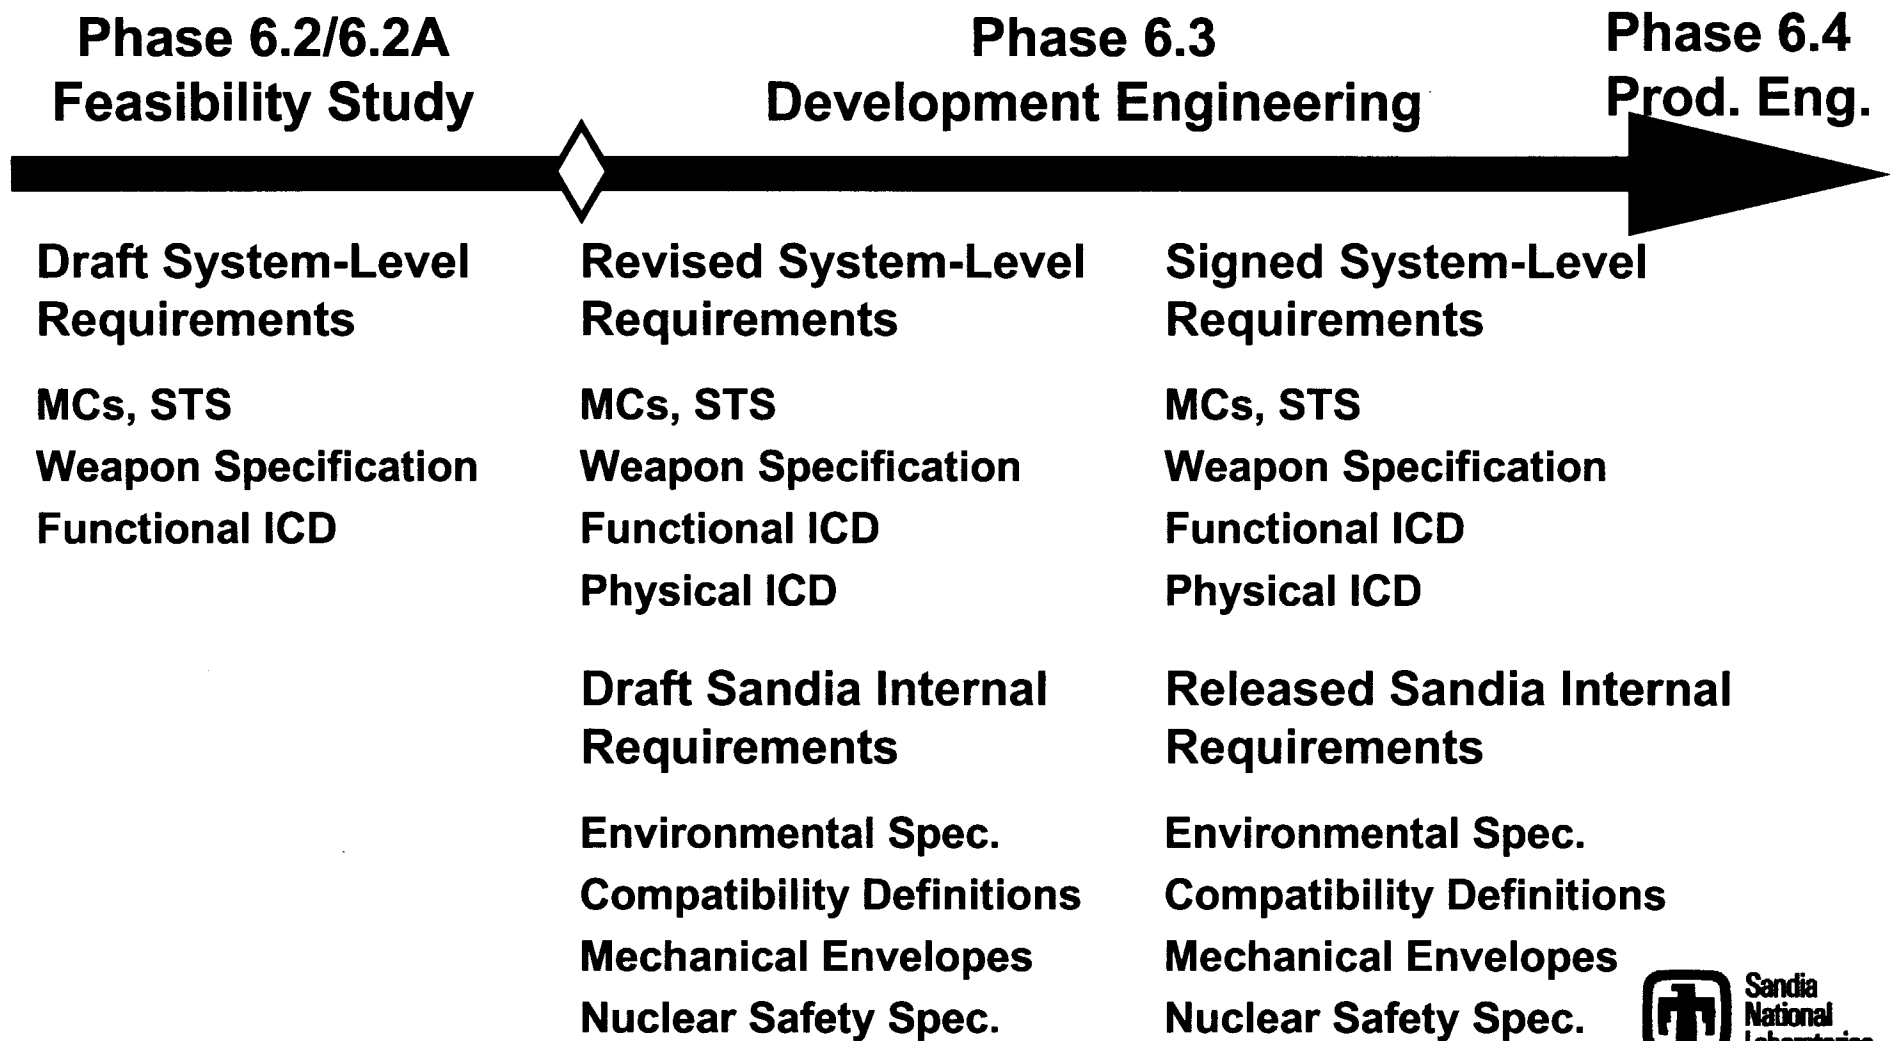 Phase 6.2/6.2A
Feasibility Study
Phase 6.3
Development Engineering
Phase 6.4
Prod. Eng.
Draft System-Level
Requirements
MCs, STS
Weapon Specification
Functional ICD
Revised System-Level
Requirements
MCs, STS
Weapon Specification
Functional ICD
Physical ICD
Draft Sandia Internal
Requirements
Environmental Spec.
Compatibility Definitions
Mechanical Envelopes
Nuclear Safety Spec.
Signed System-Level
Requirements
MCs, STS
Weapon Specification
Functional ICD
Physical ICD
Released Sandia Internal
Requirements
Environmental Spec.
Compatibility Definitions
Mechanical Envelopes
Nuclear Safety Spec.
Sandia
National
Laboratories